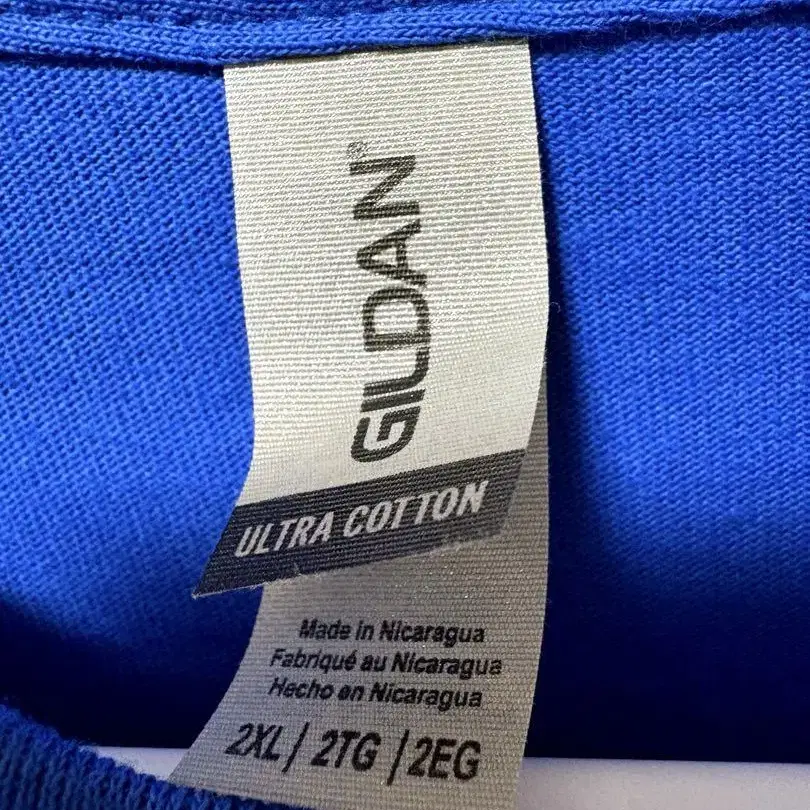 GILDAN®
ULTRA COTTON
Made in Nicaragua
Fabriqué au Nicaragua
Hecho en Nicaragua
2XL / 2TG / 2EG